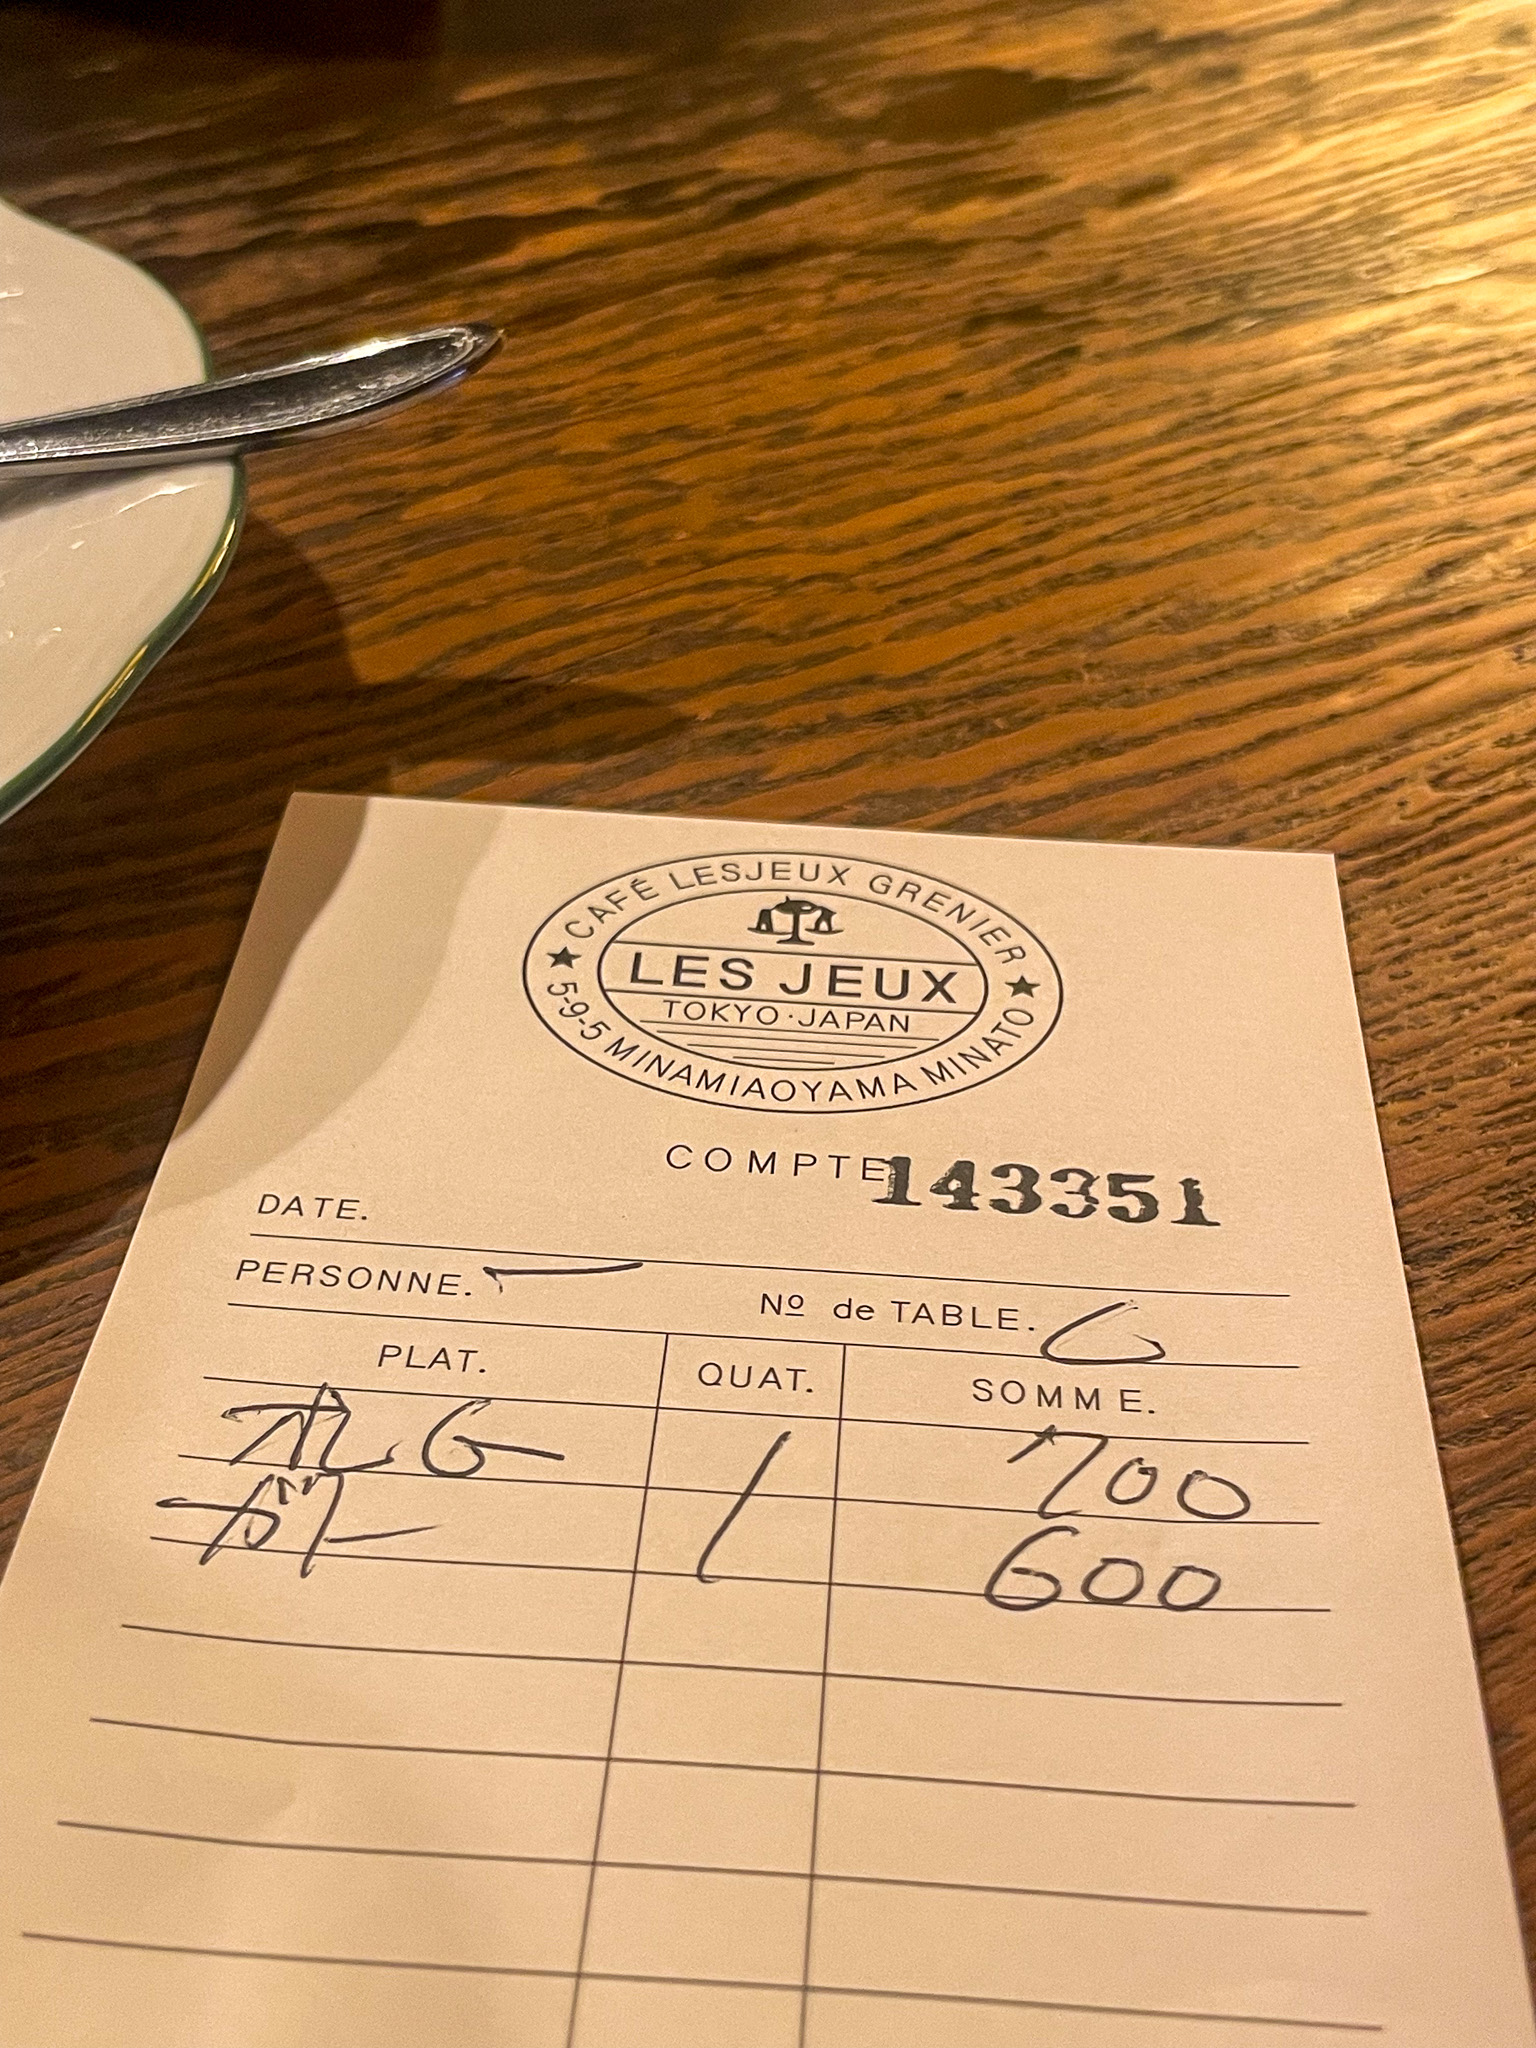 CAFÉ LESJEUX GRENIER
LES JEUX
TOKYO·JAPAN
5-9-5 MINAMIAOYAMA MINATO
COMPTE 143351
DATE.
PERSONNE. Nº de TABLE. 6
PLAT. QUAT. SOMME.
700
600